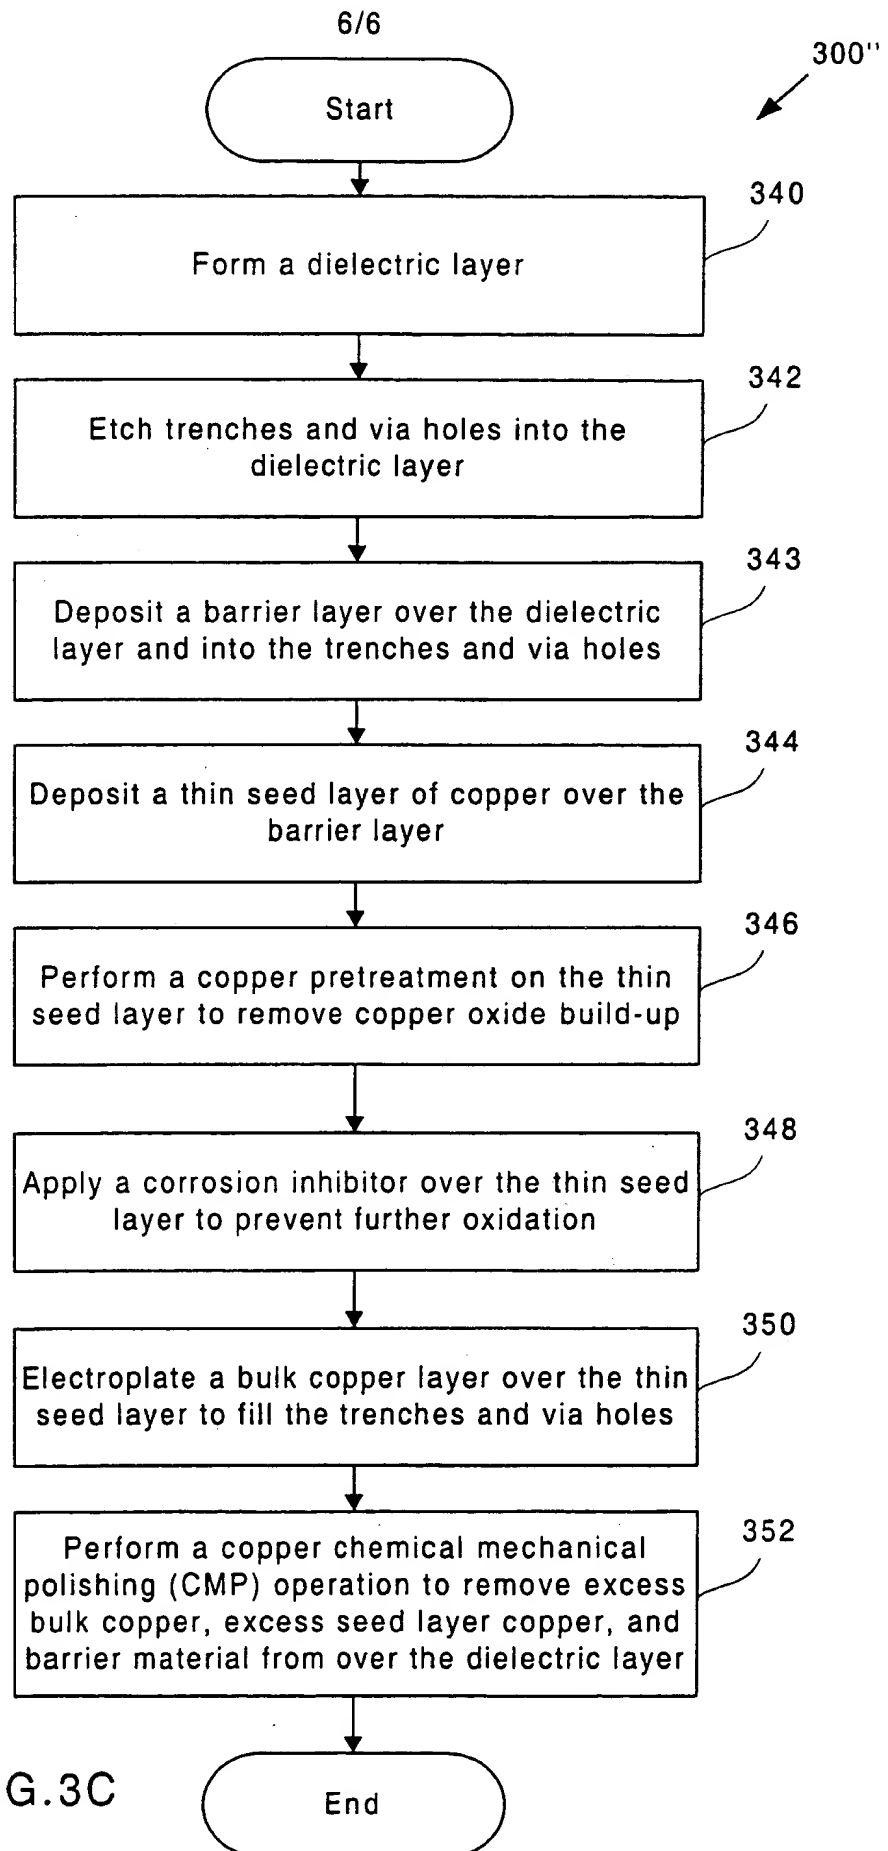 6/6
300''
Start
340
Form a dielectric layer
342
Etch trenches and via holes into the
dielectric layer
343
Deposit a barrier layer over the dielectric
layer and into the trenches and via holes
344
Deposit a thin seed layer of copper over the
barrier layer
346
Perform a copper pretreatment on the thin
seed layer to remove copper oxide build-up
348
Apply a corrosion inhibitor over the thin seed
layer to prevent further oxidation
350
Electroplate a bulk copper layer over the thin
seed layer to fill the trenches and via holes
352
Perform a copper chemical mechanical
polishing (CMP) operation to remove excess
bulk copper, excess seed layer copper, and
barrier material from over the dielectric layer
G.3C
End